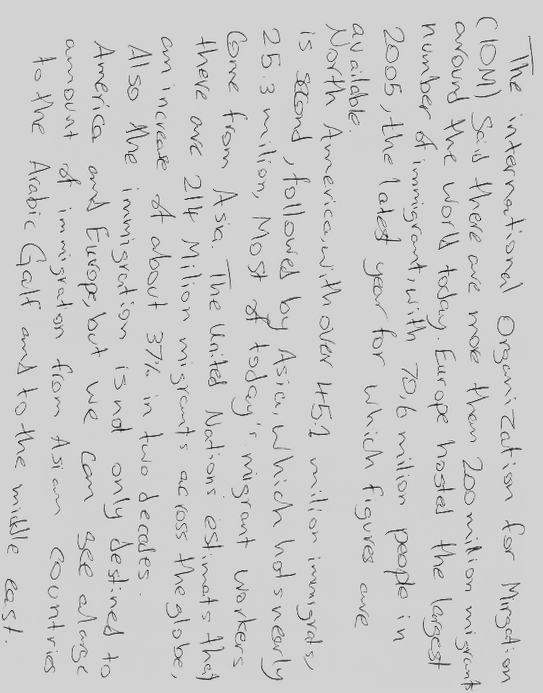 The international Organization for Mirgation
(IOM) Said there are more than 200 million migrants
around the world today. Europe hosted the largest
number of immigrant, with 70,6 million people in
2005, the latest year for which figures are
available.
North America, with over 45.1 million immigrats,
is second, followed by Asia, which hots nearly
25.3 million, Most of today's migrant workers
Come from Asia. The United Nations estimats that
there are 214 Milion migrants across the globe,
an increase of about 37% in two decades.
Also the immigration is not only destined to
America and Europe, but we can see a large
amount of immigration from Asian countries
to the Arabic Galf and to the middle east.